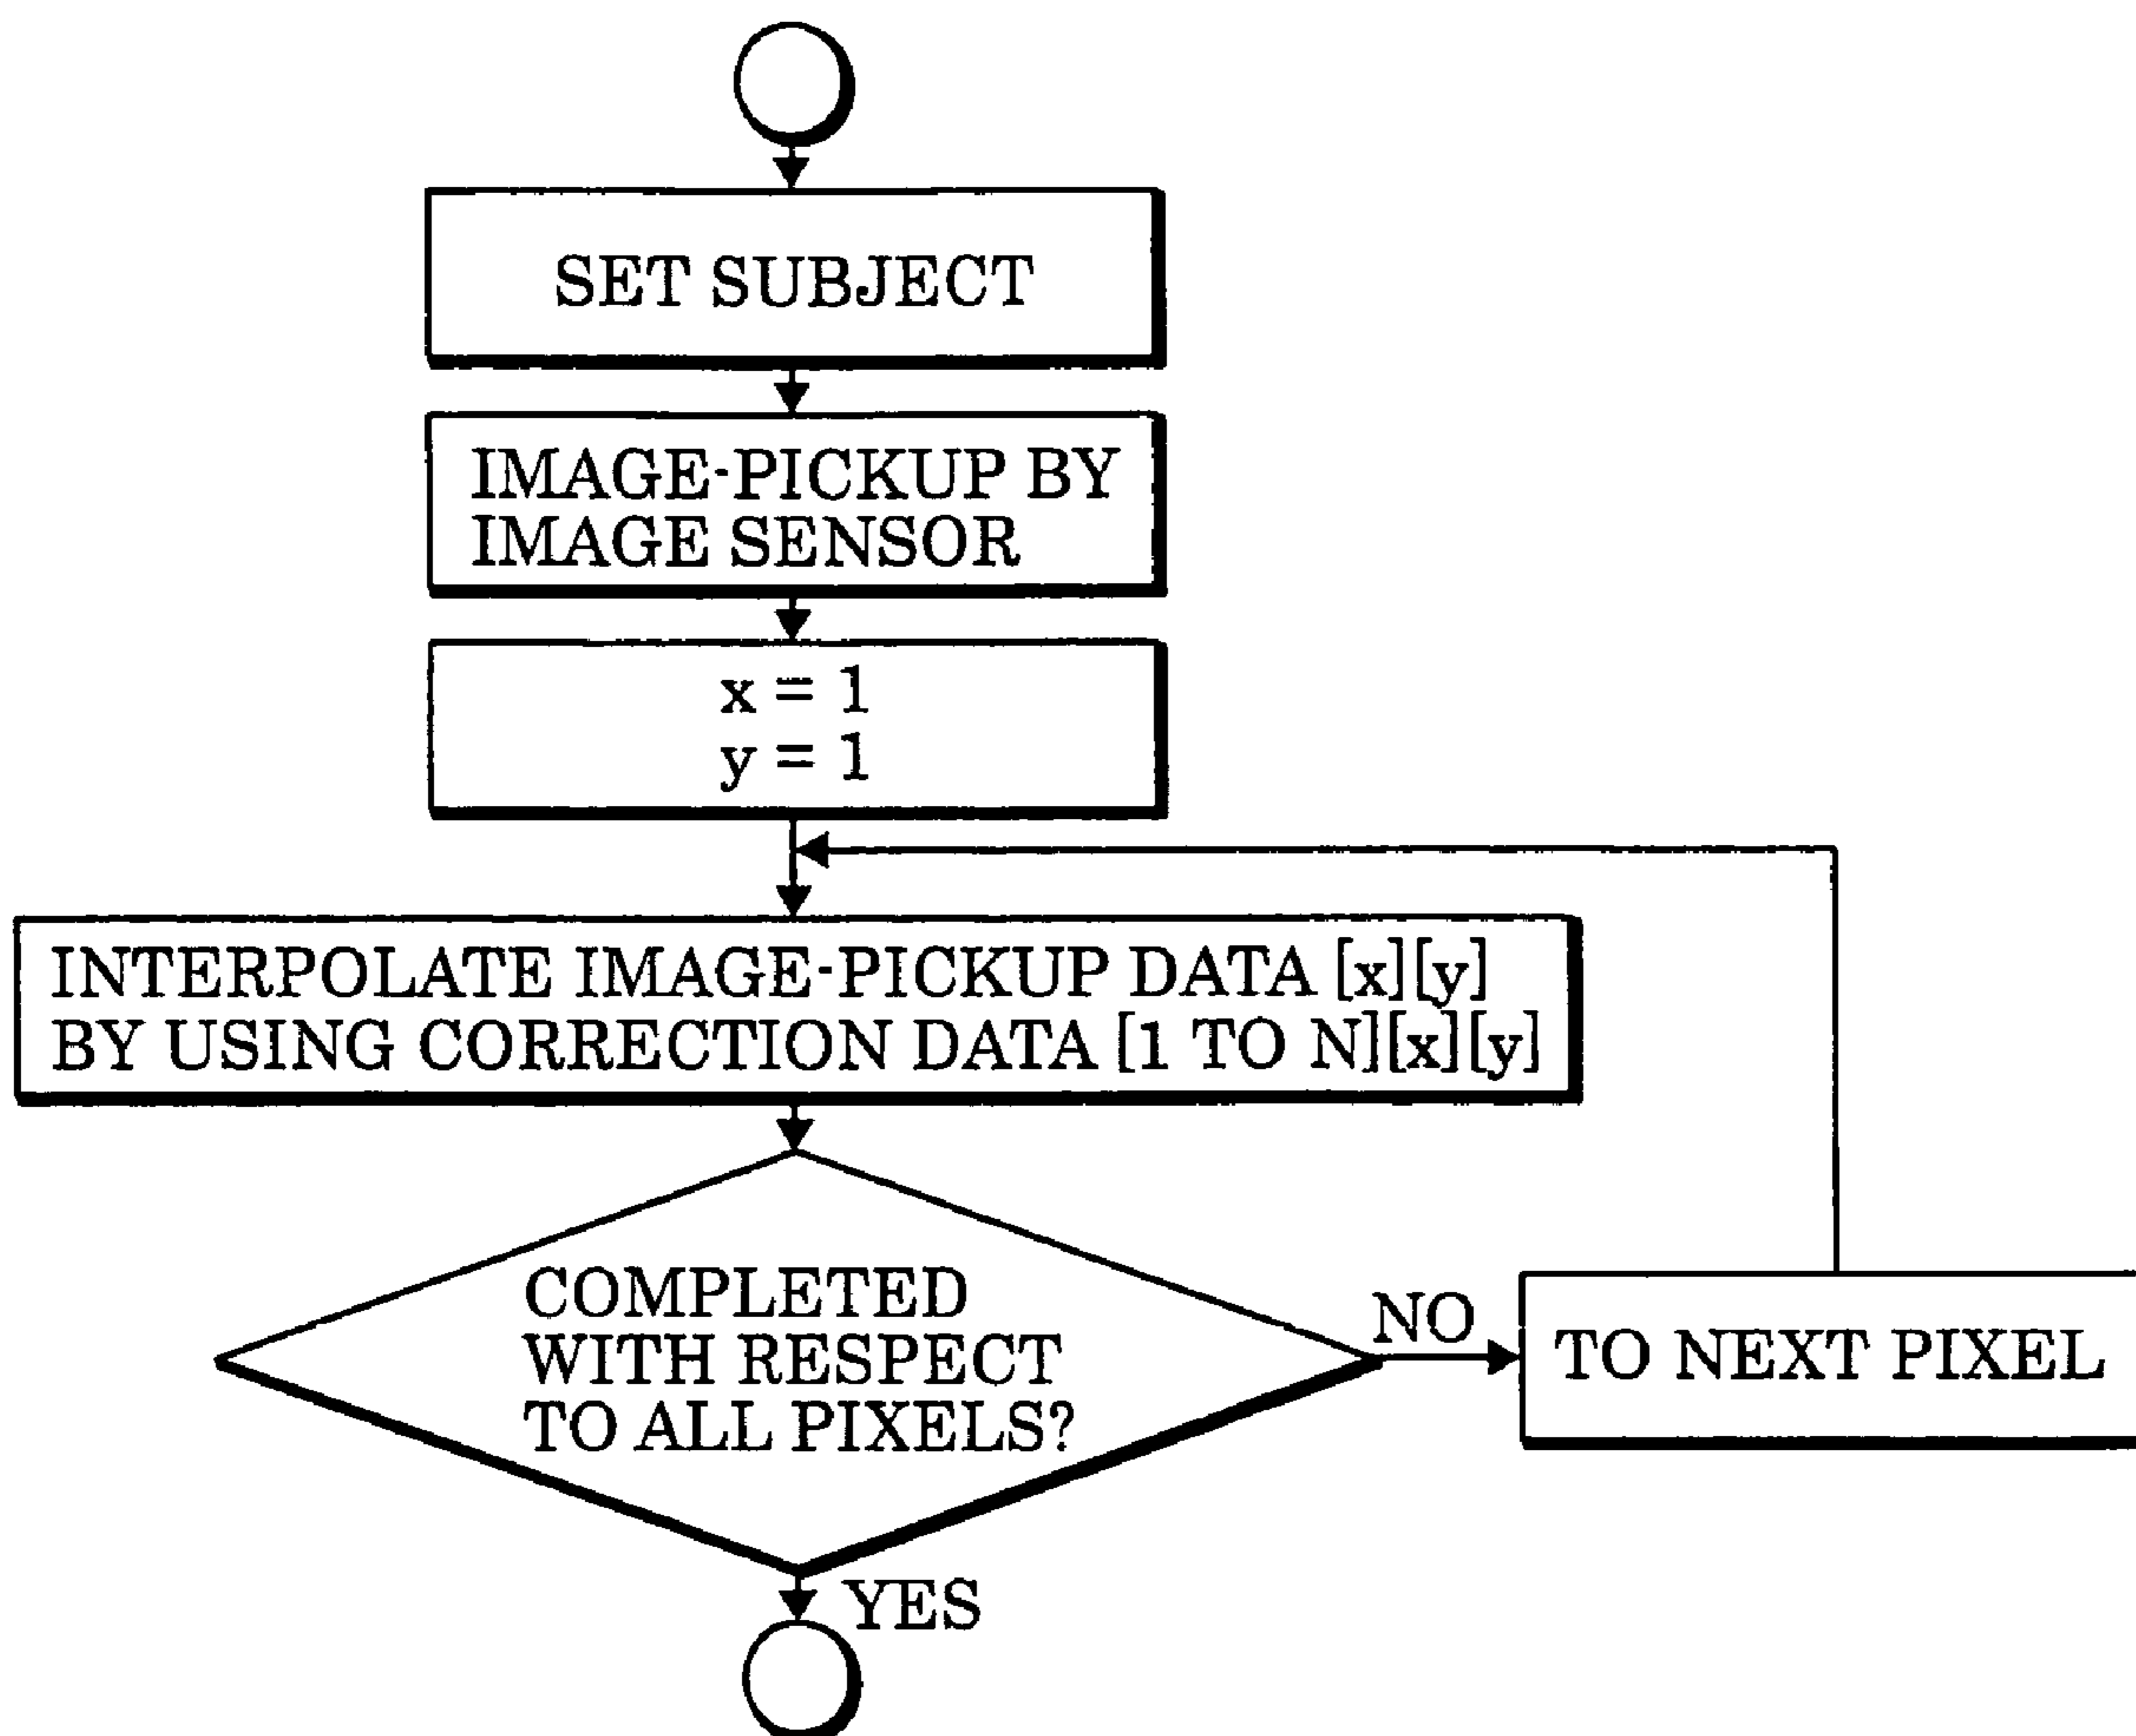 SET SUBJECT
IMAGE-PICKUP BY
IMAGE SENSOR
x = 1
y = 1
INTERPOLATE IMAGE-PICKUP DATA [x][y]
BY USING CORRECTION DATA [1 TO N][x][y]
COMPLETED
WITH RESPECT
TO ALL PIXELS?
NO
TO NEXT PIXEL
YES